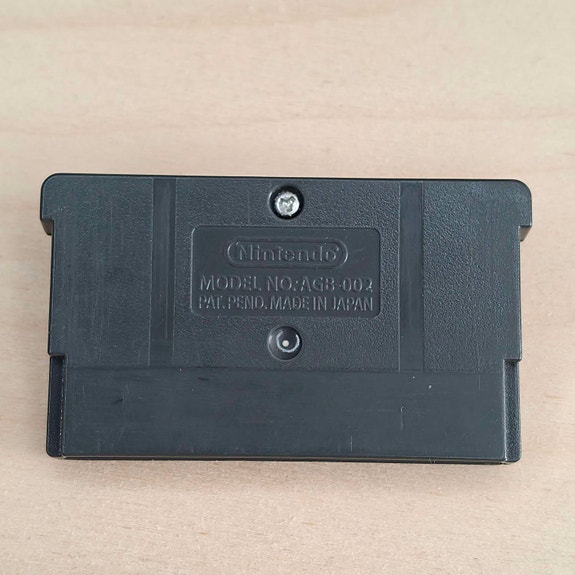 Nintendo
MODEL NO.:AGB-002
PAT. PEND. MADE IN JAPAN